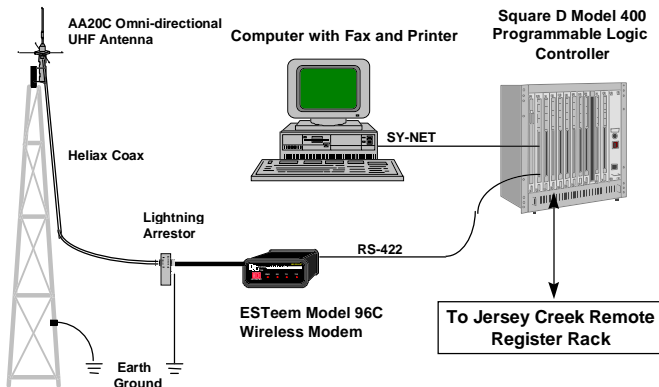 AA20C Omni-directional
UHF Antenna
Computer with Fax and Printer
Square D Model 400
Programmable Logic
Controller
SY-NET
Heliax Coax
Lightning
Arrestor
RS-422
ESTeem Model 96C
Wireless Modem
To Jersey Creek Remote
Register Rack
Earth
Ground